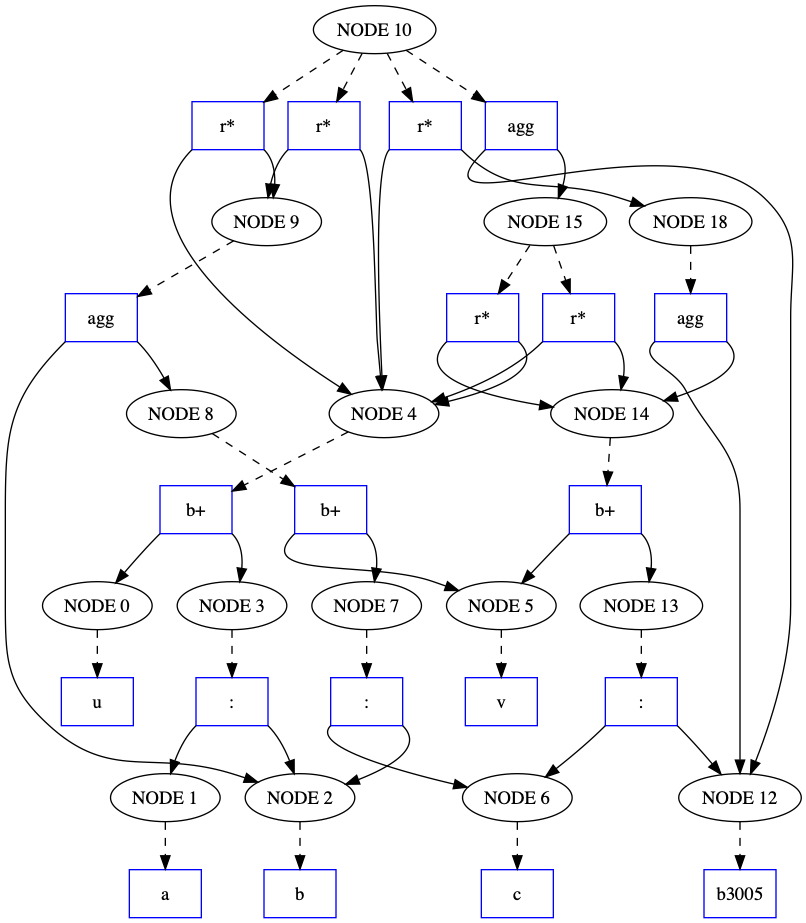 NODE 10
r*
r*
r*
agg
NODE 9
NODE 15
NODE 18
agg
r*
r*
agg
NODE 8
NODE 4
NODE 14
b+
b+
b+
NODE 0
NODE 3
NODE 7
NODE 5
NODE 13
u
:
:
v
:
NODE 1
NODE 2
NODE 6
NODE 12
a
b
c
b3005